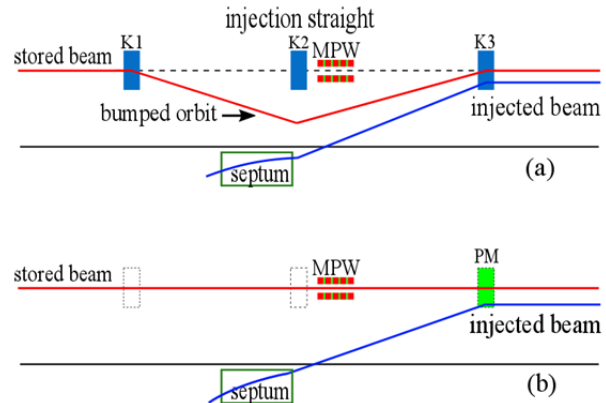 injection straight
K1
K2
MPW
K3
stored beam
injected beam
bumped orbit
septum
(a)
PM
stored beam
MPW
injected beam
septum
(b)